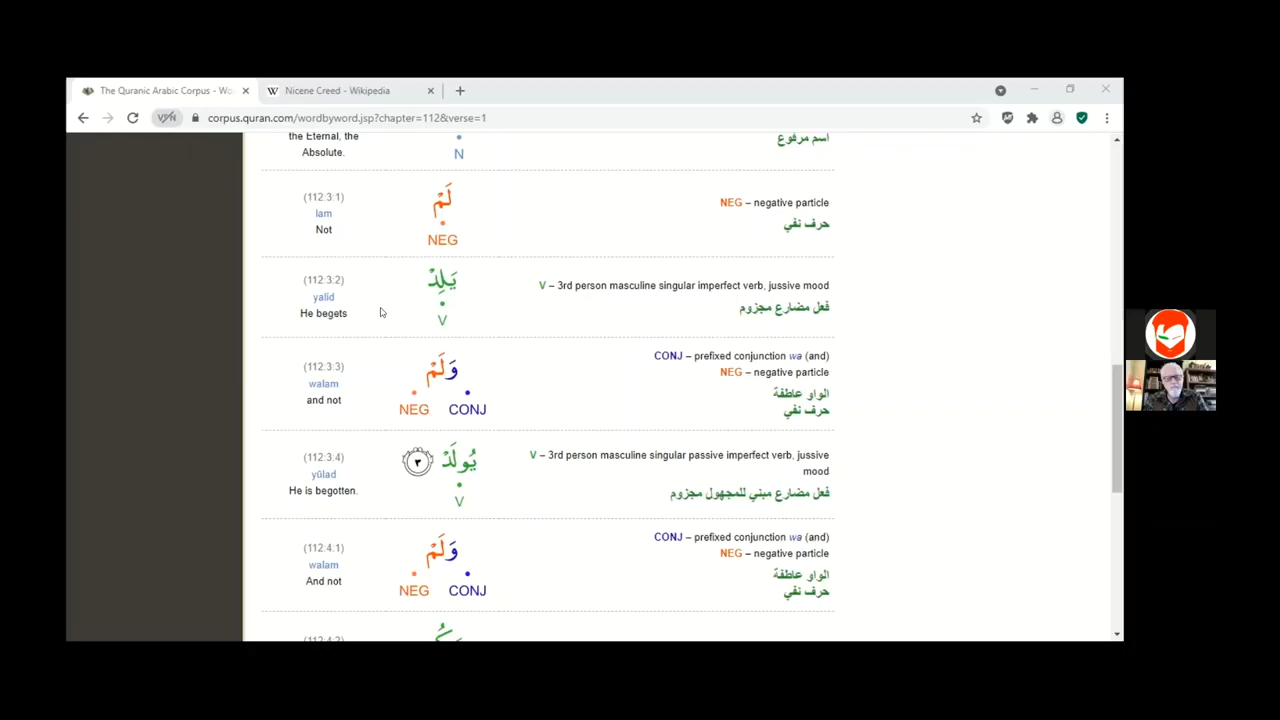 The Quranic Arabic Corpus - Wo
Nicene Creed - Wikipedia
corpus.quran.com/wordbyword.jsp?chapter=112&verse=1
the Eternal, the
Absolute.
N
اسم مرفوع
(112:3:1)
lam
Not
لَمْ
NEG
NEG – negative particle
حرف نفي
(112:3:2)
yalid
He begets
يَلِدْ
V
V – 3rd person masculine singular imperfect verb, jussive mood
فعل مضارع مجزوم
(112:3:3)
walam
and not
وَلَمْ
NEG CONJ
CONJ – prefixed conjunction wa (and)
NEG – negative particle
الواو عاطفة
حرف نفي
(112:3:4)
yūlad
He is begotten.
يُولَدْ ٣
V
V – 3rd person masculine singular passive imperfect verb, jussive
mood
فعل مضارع مبني للمجهول مجزوم
(112:4:1)
walam
And not
وَلَمْ
NEG CONJ
CONJ – prefixed conjunction wa (and)
NEG – negative particle
الواو عاطفة
حرف نفي